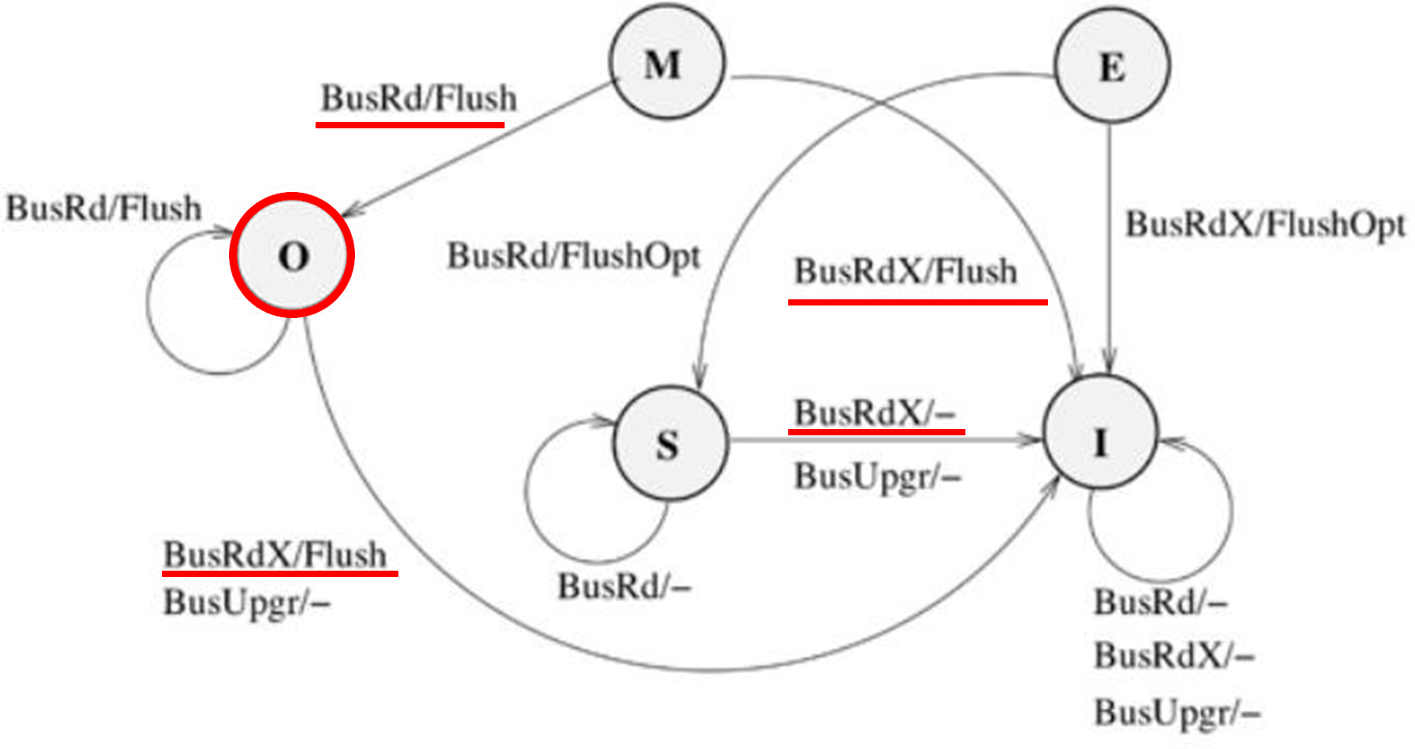 M
E
BusRd/Flush
BusRd/Flush
O
BusRd/FlushOpt
BusRdX/Flush
BusRdX/FlushOpt
S
BusRdX/–
BusUpgr/–
I
BusRdX/Flush
BusUpgr/–
BusRd/–
BusRd/–
BusRdX/–
BusUpgr/–